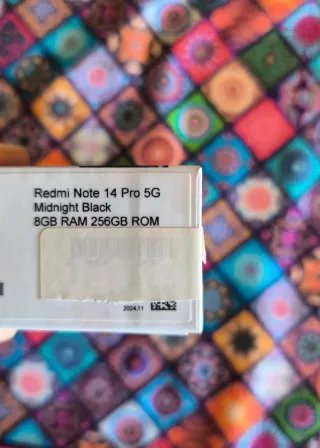 Redmi Note 14 Pro 5G
Midnight Black
8GB RAM 256GB ROM
2024.11